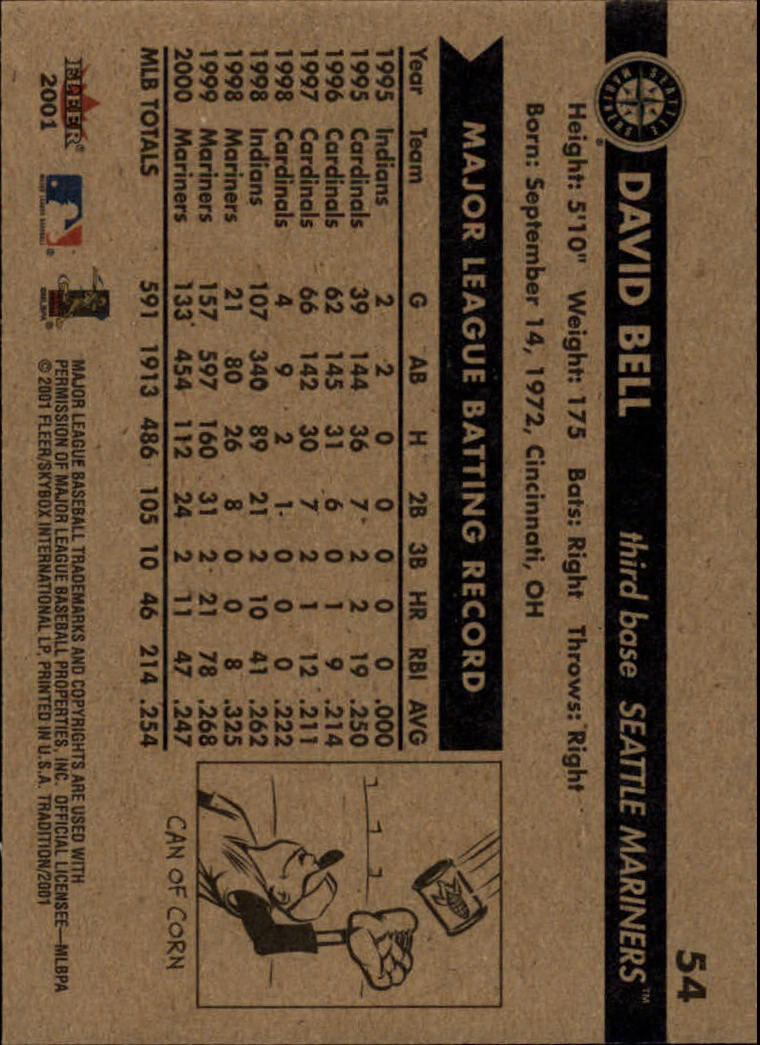 54
DAVID BELL third base SEATTLE MARINERS™
SEATTLE MARINERS ®
Height: 5'10" Weight: 175 Bats: Right Throws: Right
Born: September 14, 1972, Cincinnati, OH
MAJOR LEAGUE BATTING RECORD
Year Team G AB H 2B 3B HR RBI AVG
1995 Indians 2 2 0 0 0 0 0 .000
1995 Cardinals 39 144 36 7 2 2 19 .250
1996 Cardinals 62 145 31 6 0 1 9 .214
1997 Cardinals 66 142 30 7 2 1 12 .211
1998 Cardinals 4 9 2 1 0 0 0 .222
1998 Indians 107 340 89 21 2 10 41 .262
1998 Mariners 21 80 26 8 0 0 8 .325
1999 Mariners 157 597 160 31 2 21 78 .268
2000 Mariners 133 454 112 24 2 11 47 .247
MLB TOTALS 591 1913 486 105 10 46 214 .254
CAN OF CORN
FLEER®
2001
MAJOR LEAGUE BASEBALL TRADEMARKS AND COPYRIGHTS ARE USED WITH
PERMISSION OF MAJOR LEAGUE BASEBALL PROPERTIES, INC. OFFICIAL LICENSEE—MLBPA
© 2001 FLEER/SKYBOX INTERNATIONAL LP, PRINTED IN U.S.A. TRADITION/2001